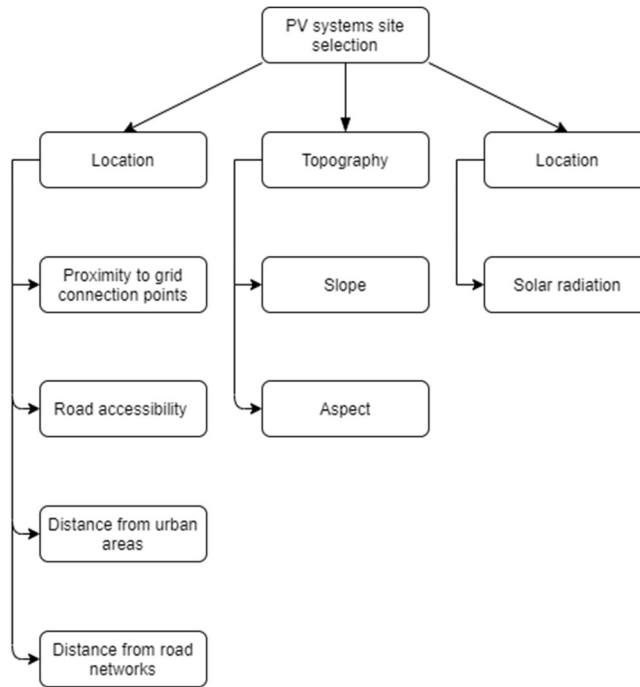 PV systems site
selection
Location
Topography
Location
Proximity to grid
connection points
Slope
Solar radiation
Road accessibility
Aspect
Distance from urban
areas
Distance from road
networks